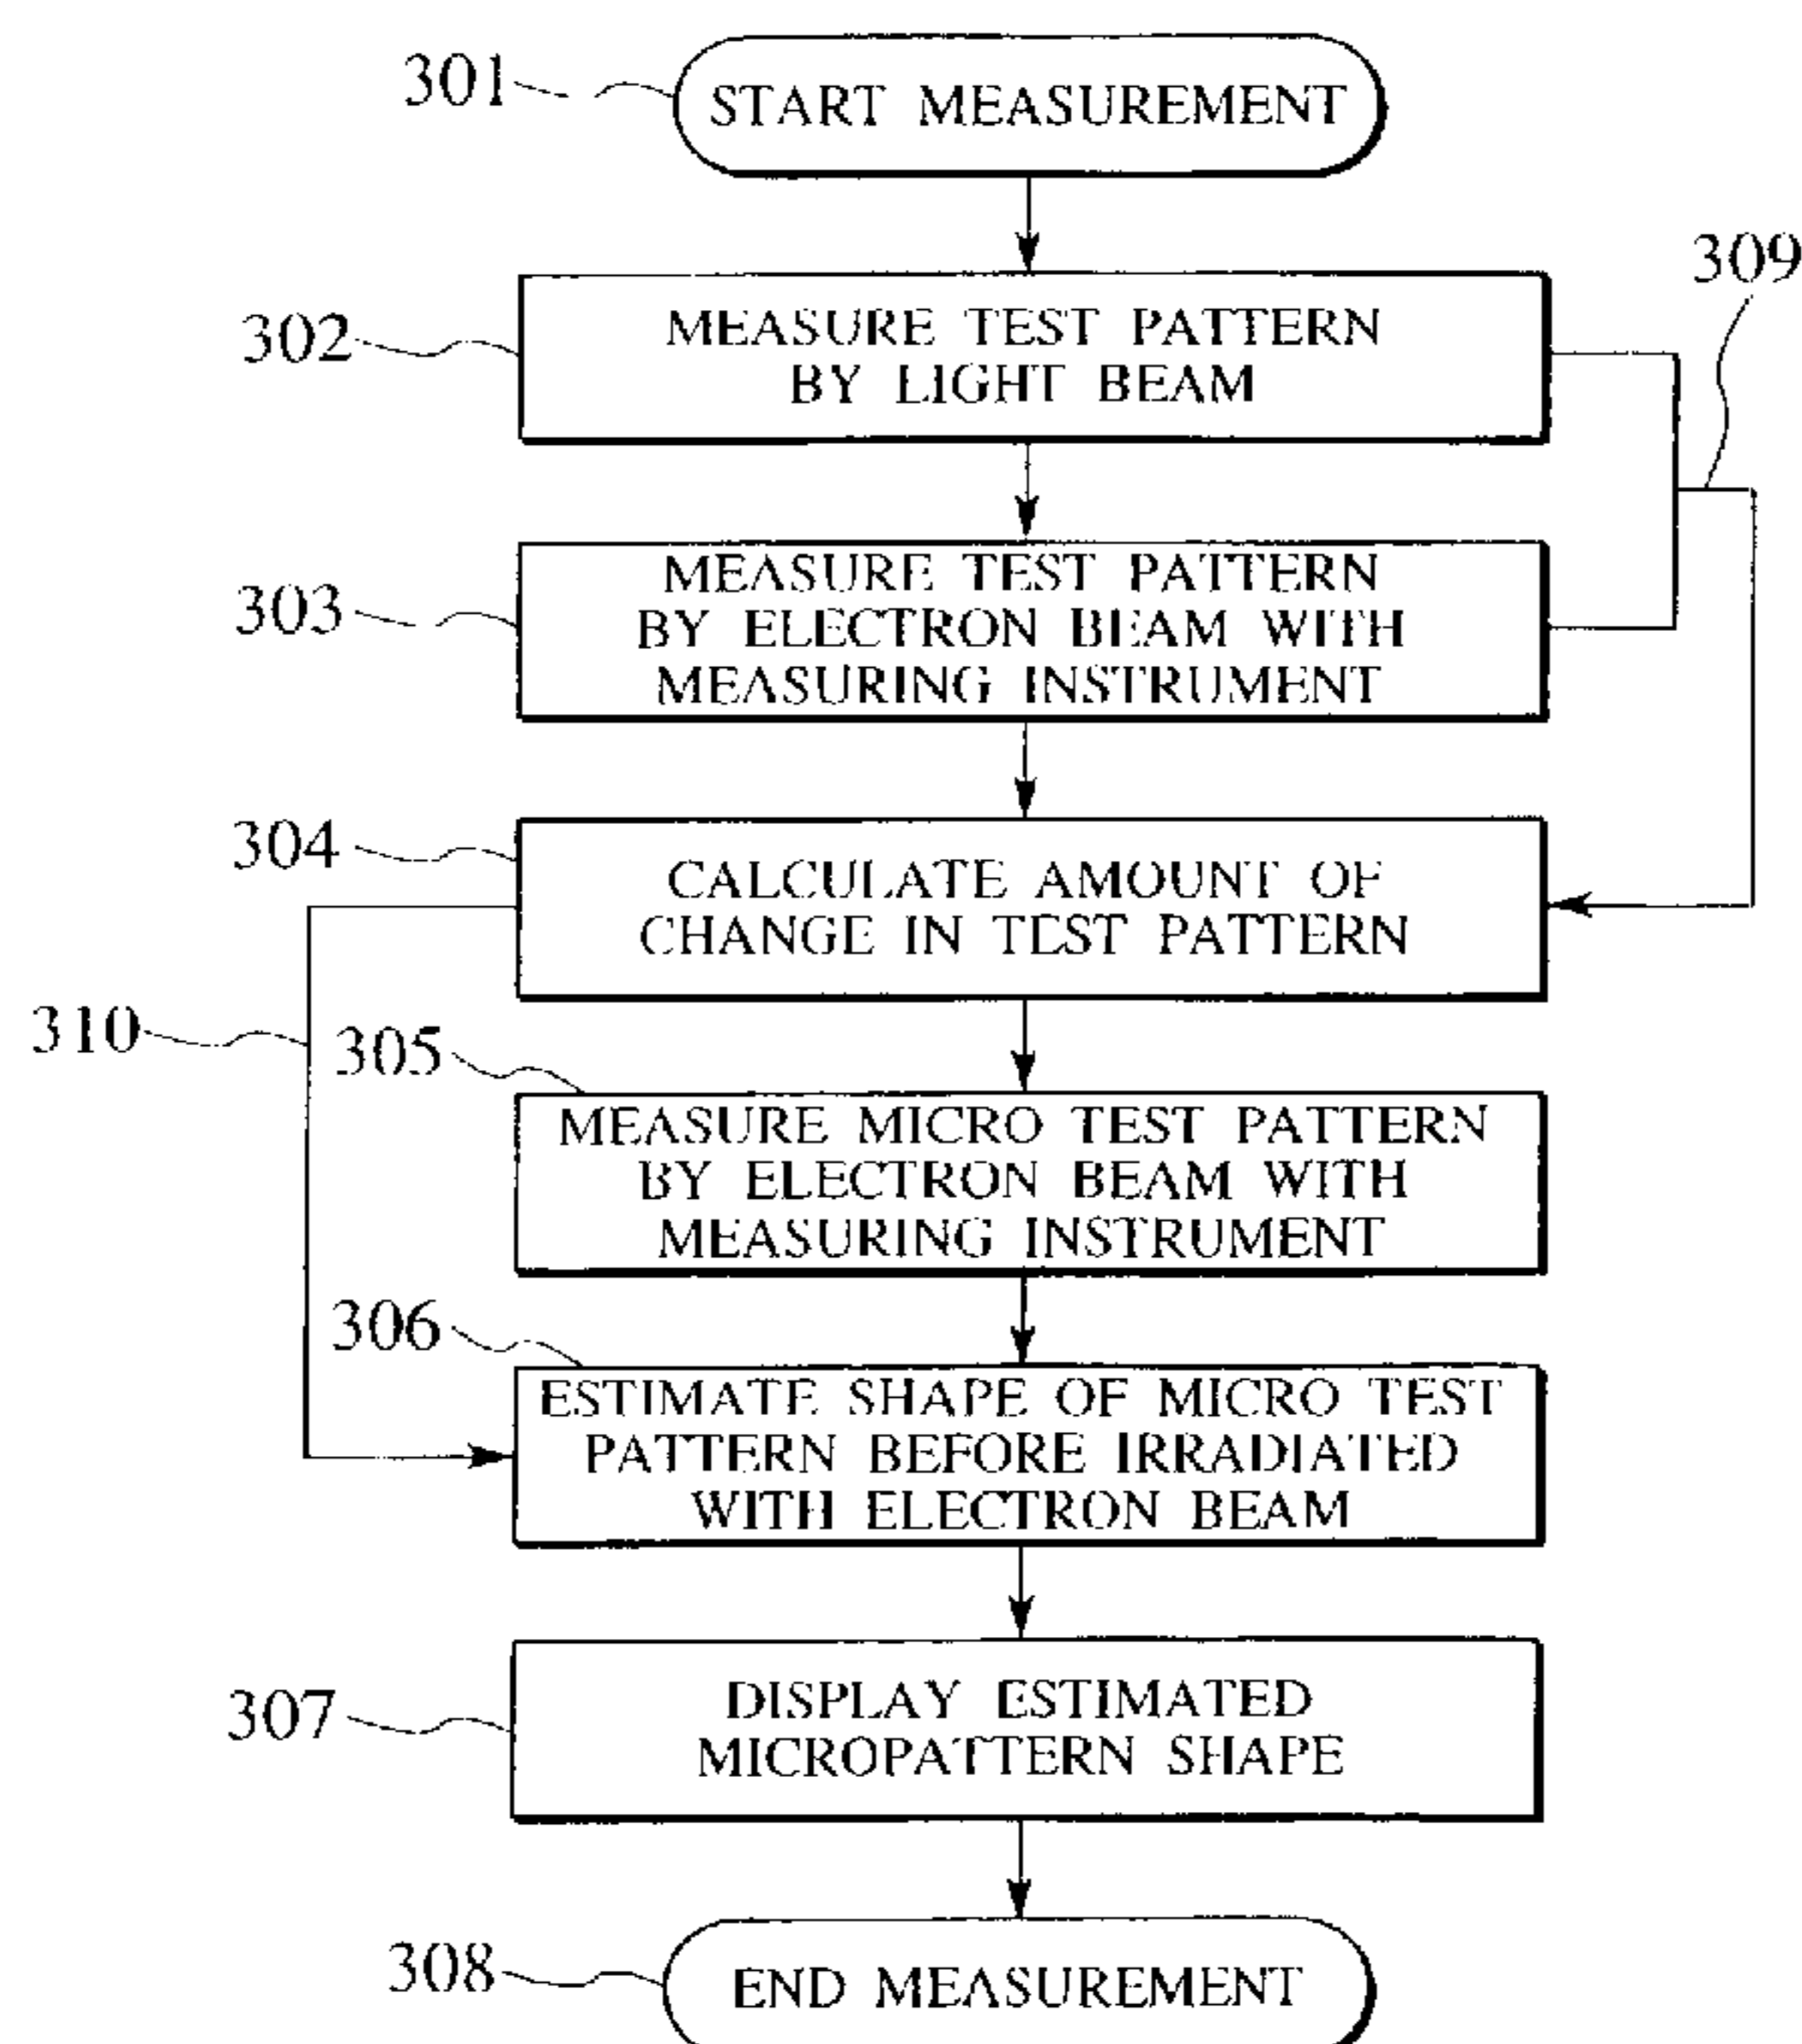 301
START MEASUREMENT
309
302
MEASURE TEST PATTERN
BY LIGHT BEAM
303
MEASURE TEST PATTERN
BY ELECTRON BEAM WITH
MEASURING INSTRUMENT
304
CALCULATE AMOUNT OF
CHANGE IN TEST PATTERN
310
305
MEASURE MICRO TEST PATTERN
BY ELECTRON BEAM WITH
MEASURING INSTRUMENT
306
ESTIMATE SHAPE OF MICRO TEST
PATTERN BEFORE IRRADIATED
WITH ELECTRON BEAM
307
DISPLAY ESTIMATED
MICROPATTERN SHAPE
308
END MEASUREMENT